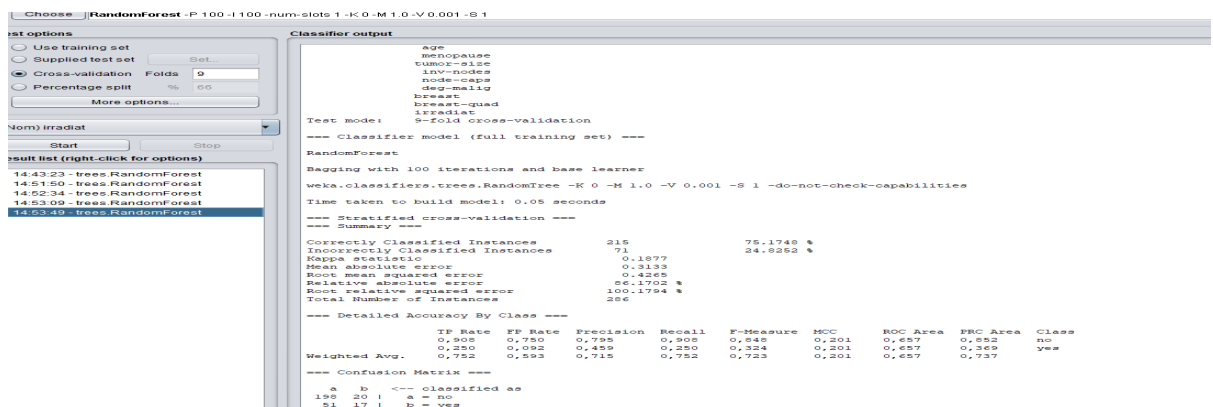 Choose RandomForest -P 100 -I 100 -num-slots 1 -K 0 -M 1.0 -V 0.001 -S 1
est options
Use training set
Supplied test set Set...
Cross-validation Folds 9
Percentage split % 66
More options...
Nom) irradiat
Start Stop
esult list (right-click for options)
14:43:23 - trees.RandomForest
14:51:50 - trees.RandomForest
14:52:34 - trees.RandomForest
14:53:09 - trees.RandomForest
14:53:49 - trees.RandomForest
Classifier output
age
menopause
tumor-size
inv-nodes
node-caps
deg-malig
breast
breast-quad
irradiat
Test mode: 9-fold cross-validation
=== Classifier model (full training set) ===
RandomForest
Bagging with 100 iterations and base learner
weka.classifiers.trees.RandomTree -K 0 -M 1.0 -V 0.001 -S 1 -do-not-check-capabilities
Time taken to build model: 0.05 seconds
=== Stratified cross-validation ===
=== Summary ===
Correctly Classified Instances 215 75.1748 %
Incorrectly Classified Instances 71 24.8252 %
Kappa statistic 0.1877
Mean absolute error 0.3133
Root mean squared error 0.4265
Relative absolute error 86.1702 %
Root relative squared error 100.1794 %
Total Number of Instances 286
=== Detailed Accuracy By Class ===
TP Rate FP Rate Precision Recall F-Measure MCC ROC Area PRC Area Class
0,908 0,750 0,795 0,908 0,848 0,201 0,657 0,852 no
0,250 0,092 0,459 0,250 0,324 0,201 0,657 0,369 yes
Weighted Avg. 0,752 0,593 0,715 0,752 0,723 0,201 0,657 0,737
=== Confusion Matrix ===
a b <-- classified as
198 20 | a = no
51 17 | b = yes